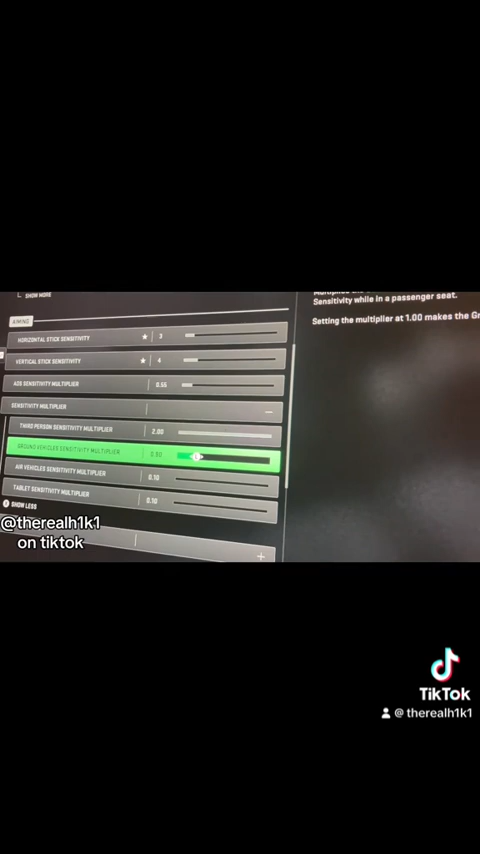 SHOW MORE
Sensitivity while in a passenger seat.
Setting the multiplier at 1.00 makes the Gr
AIMING
HORIZONTAL STICK SENSITIVITY 3
VERTICAL STICK SENSITIVITY 4
ADS SENSITIVITY MULTIPLIER 0.55
SENSITIVITY MULTIPLIER
THIRD PERSON SENSITIVITY MULTIPLIER 2.00
GROUND VEHICLES SENSITIVITY MULTIPLIER 0.30
AIR VEHICLES SENSITIVITY MULTIPLIER 0.10
TABLET SENSITIVITY MULTIPLIER 0.10
SHOW LESS
@therealh1k1
on tiktok
TikTok
@ therealh1k1